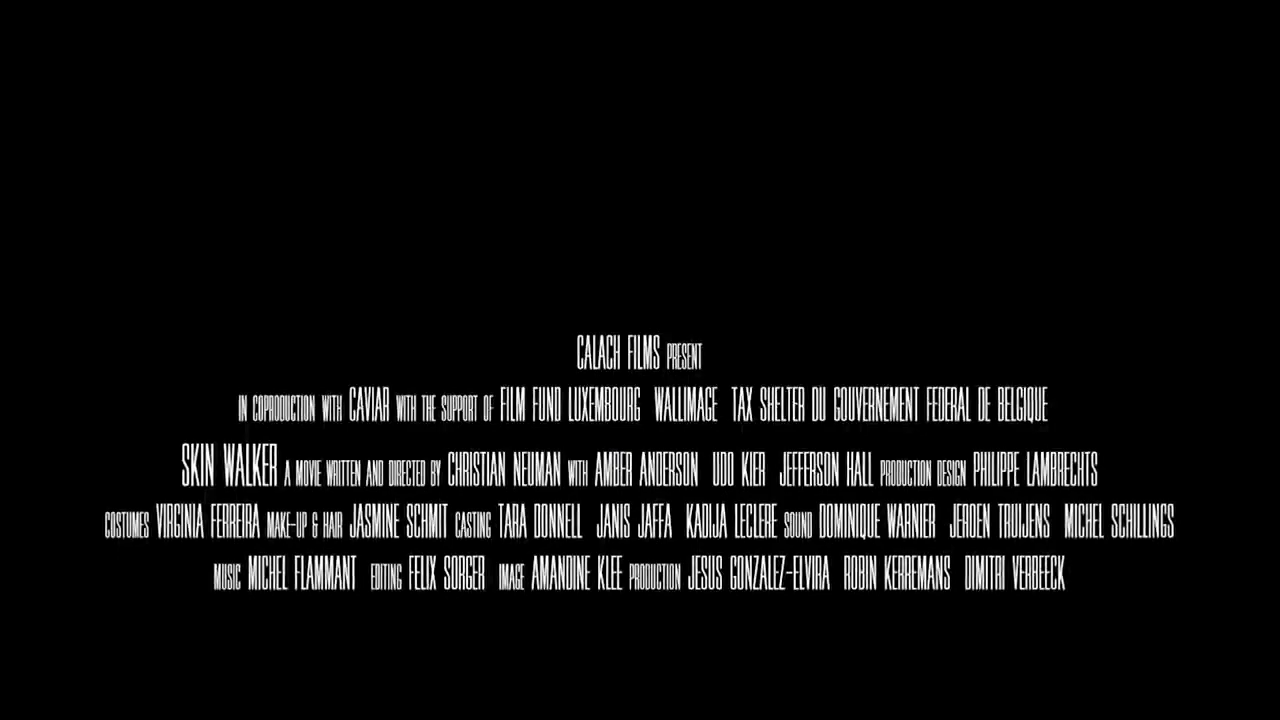 CALACH FILMS PRESENT
IN COPRODUCTION WITH CAVIAR WITH THE SUPPORT OF FILM FUND LUXEMBOURG WALLIMAGE TAX SHELTER DU GOUVERNEMENT FEDERAL DE BELGIQUE
SKIN WALKER A MOVIE WRITTEN AND DIRECTED BY CHRISTIAN NEUMAN WITH AMBER ANDERSON UDO KIER JEFFERSON HALL PRODUCTION DESIGN PHILIPPE LAMBRECHTS
COSTUMES VIRGINIA FERREIRA MAKE-UP & HAIR JASMINE SCHMIT CASTING TARA DONNELL JANIS JAFFA KADIJA LECLERE SOUND DOMINIQUE WARNIER JEROEN TRUIJENS MICHEL SCHILLINGS
MUSIC MICHEL FLAMMANT EDITING FELIX SORGER IMAGE AMANDINE KLEE PRODUCTION JESUS GONZALEZ-ELVIRA ROBIN KERREMANS DIMITRI VERBEECK